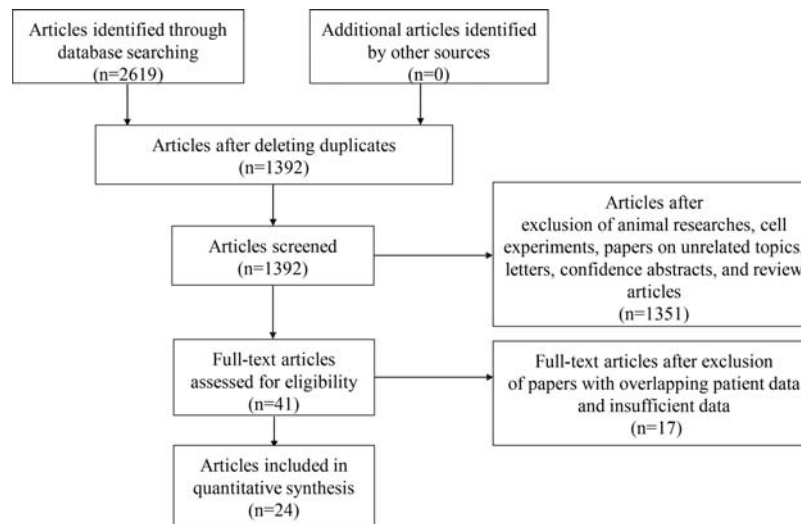 Articles identified through
database searching
(n=2619)
Additional articles identified
by other sources
(n=0)
Articles after deleting duplicates
(n=1392)
Articles screened
(n=1392)
Articles after
exclusion of animal researches, cell
experiments, papers on unrelated topics,
letters, confidence abstracts, and review
articles
(n=1351)
Full-text articles
assessed for eligibility
(n=41)
Full-text articles after exclusion
of papers with overlapping patient data
and insufficient data
(n=17)
Articles included in
quantitative synthesis
(n=24)